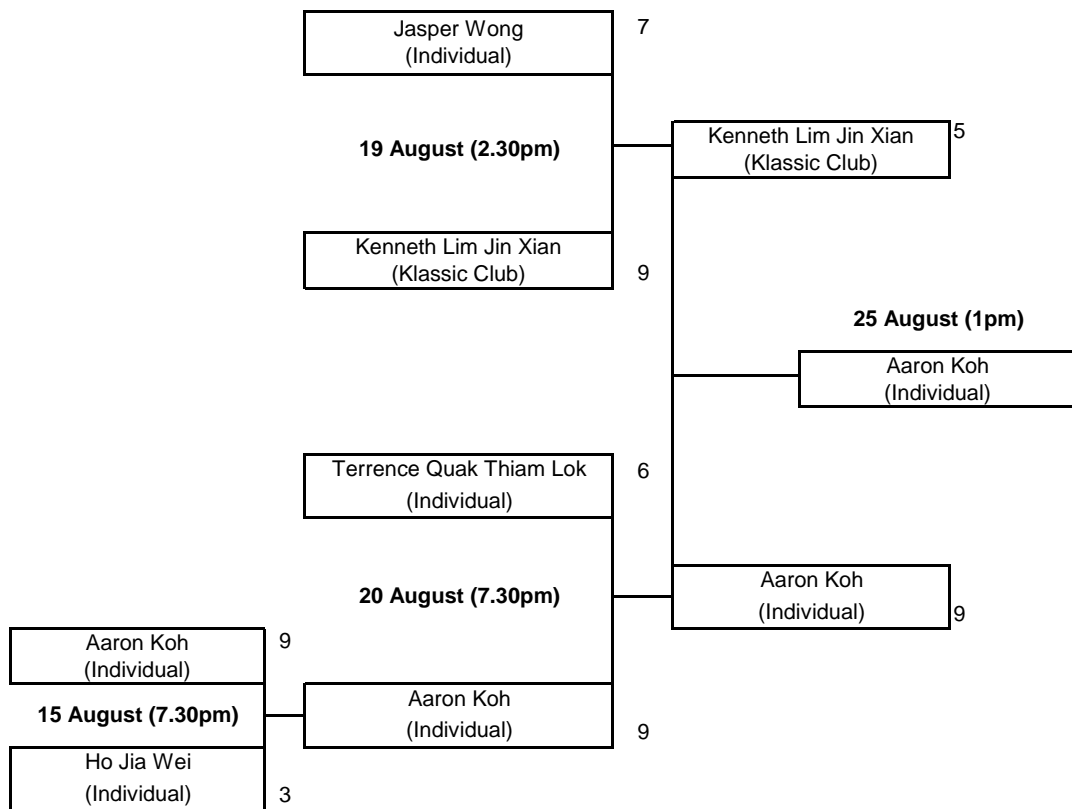 Jasper Wong
(Individual)
7
19 August (2.30pm)
Kenneth Lim Jin Xian
(Klassic Club)
5
Kenneth Lim Jin Xian
(Klassic Club)
9
25 August (1pm)
Aaron Koh
(Individual)
Terrence Quak Thiam Lok
(Individual)
6
20 August (7.30pm)
Aaron Koh
(Individual)
9
Aaron Koh
(Individual)
9
15 August (7.30pm)
Aaron Koh
(Individual)
9
Ho Jia Wei
(Individual)
3